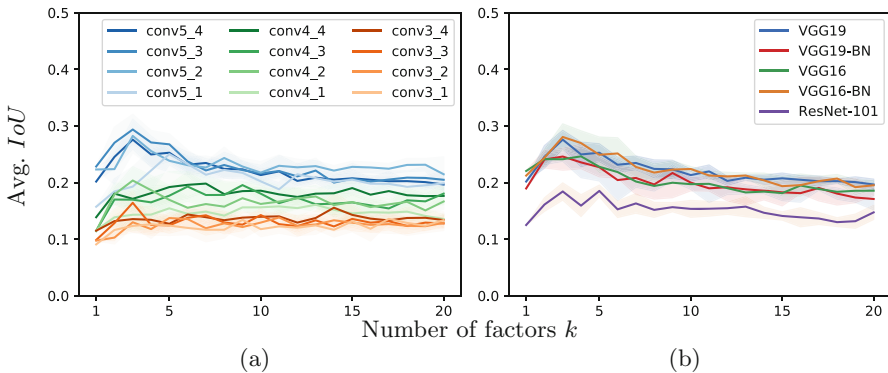 0.5
0.4
0.3
0.2
0.1
0.0
Avg. IoU
conv5_4 conv4_4 conv3_4
conv5_3 conv4_3 conv3_3
conv5_2 conv4_2 conv3_2
conv5_1 conv4_1 conv3_1
1 5 10 15 20
0.5
0.4
0.3
0.2
0.1
0.0
VGG19
VGG19-BN
VGG16
VGG16-BN
ResNet-101
1 5 10 15 20
Number of factors k
(a) (b)